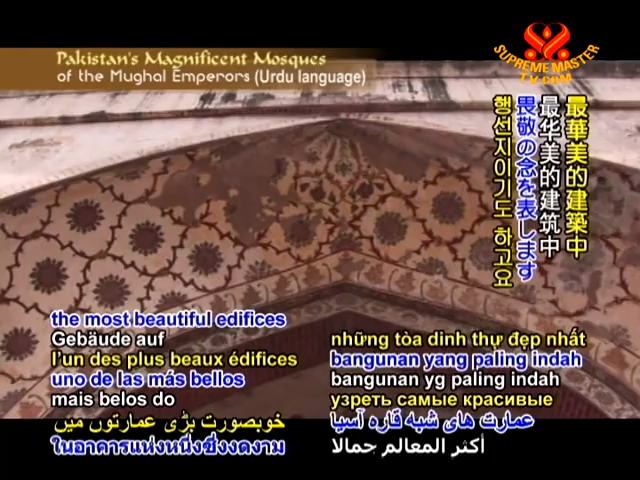 Pakistan's Magnificent Mosques
of the Mughal Emperors (Urdu language)
SUPREME MASTER
TV.COM
最華美的建築中
最华美的建筑中
畏敬の念を表します
행선지이기도 하고요
the most beautiful edifices
Gebäude auf
l'un des plus beaux édifices
uno de las más bellos
mais belos do
خوبصورت بڑی عمارتوں میں
ในอาคารแห่งหนึ่งซึ่งงดงาม
những tòa dinh thự đẹp nhất
bangunan yang paling indah
bangunan yg paling indah
узреть самые красивые
عمارت های شبه قاره آسیا
أكثر المعالم جمالا